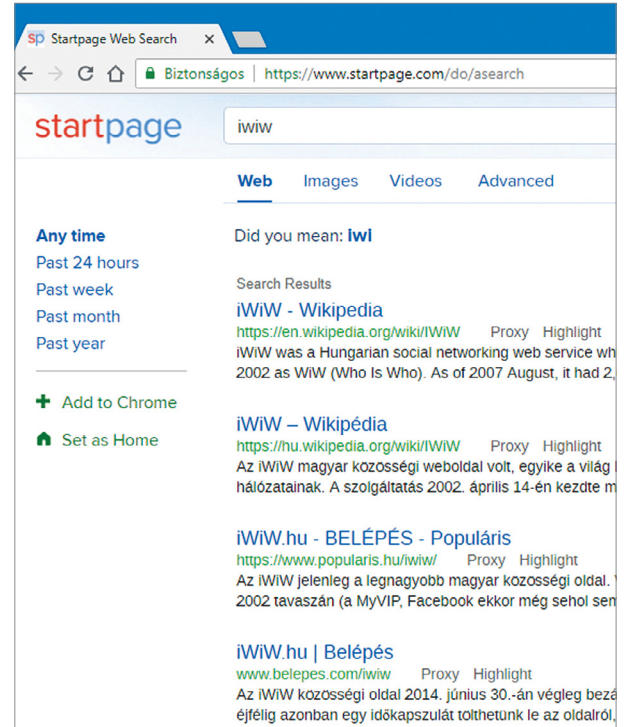 sp Startpage Web Search
Biztonságos | https://www.startpage.com/do/asearch
startpage
iwiw
Web Images Videos Advanced
Any time
Past 24 hours
Past week
Past month
Past year
Add to Chrome
Set as Home
Did you mean: iwi
Search Results
iWiW - Wikipedia
https://en.wikipedia.org/wiki/IWiW Proxy Highlight
iWiW was a Hungarian social networking web service wh
2002 as WiW (Who Is Who). As of 2007 August, it had 2,
iWiW – Wikipédia
https://hu.wikipedia.org/wiki/IWiW Proxy Highlight
Az iWiW magyar közösségi weboldal volt, egyike a világ
hálózatainak. A szolgáltatás 2002. április 14-én kezdte m
iWiW.hu - BELÉPÉS - Populáris
https://www.popularis.hu/iwiw/ Proxy Highlight
Az iWiW jelenleg a legnagyobb magyar közösségi oldal.
2002 tavaszán (a MyVIP, Facebook ekkor még sehol sem
iWiW.hu | Belépés
www.belepes.com/iwiw Proxy Highlight
Az iWiW közösségi oldal 2014. június 30.-án végleg bezá
éjfélig azonban egy időkapszulát tölthetünk le az oldalról,